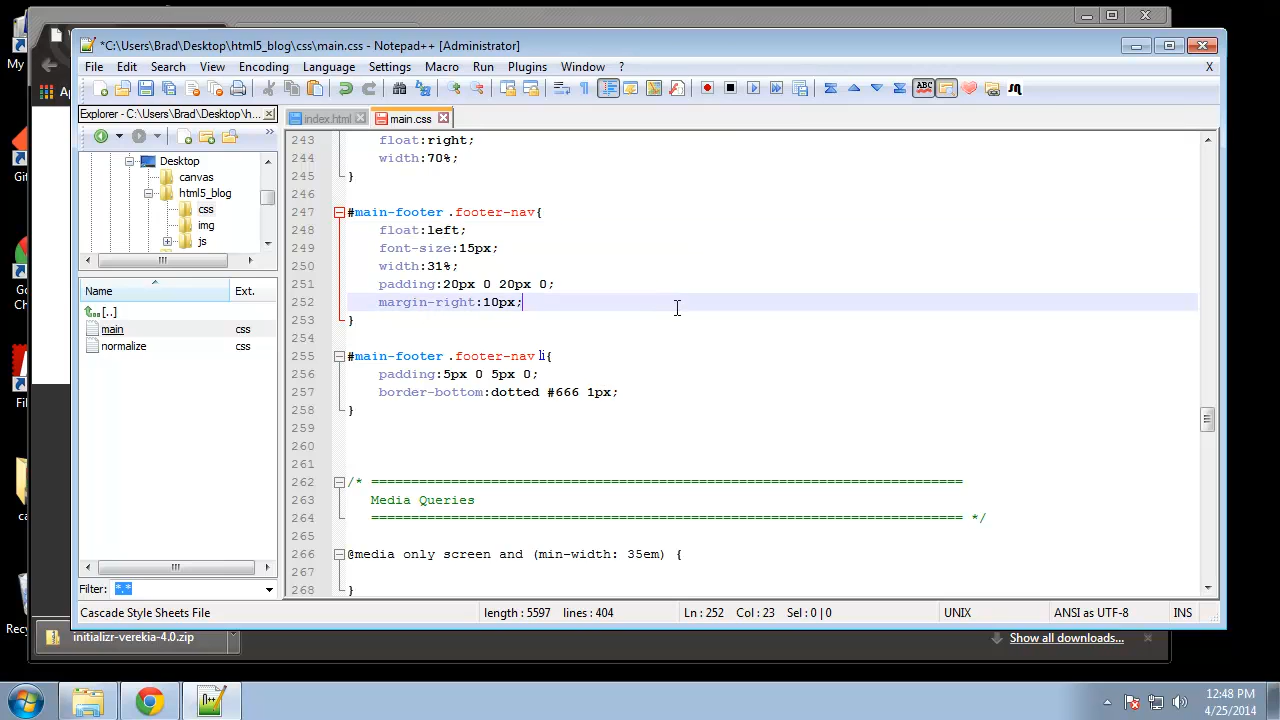 My
*C:\Users\Brad\Desktop\html5_blog\css\main.css - Notepad++ [Administrator]
File Edit Search View Encoding Language Settings Macro Run Plugins Window ? X
Explorer - C:\Users\Brad\Desktop\h...
Desktop
canvas
html5_blog
css
img
js
Name Ext.
[..]
main css
normalize css
Filter: *.*
index.html main.css
243 float:right;
244 width:70%;
245 }
246
247 #main-footer .footer-nav{
248 float:left;
249 font-size:15px;
250 width:31%;
251 padding:20px 0 20px 0;
252 margin-right:10px;
253 }
254
255 #main-footer .footer-nav li{
256 padding:5px 0 5px 0;
257 border-bottom:dotted #666 1px;
258 }
259
260
261
262 /* ==========================================================================
263 Media Queries
264 ========================================================================== */
265
266 @media only screen and (min-width: 35em) {
267
268 }
Cascade Style Sheets File length : 5597 lines : 404 Ln : 252 Col : 23 Sel : 0 | 0 UNIX ANSI as UTF-8 INS
initializr-verekia-4.0.zip
Show all downloads...
12:48 PM
4/25/2014